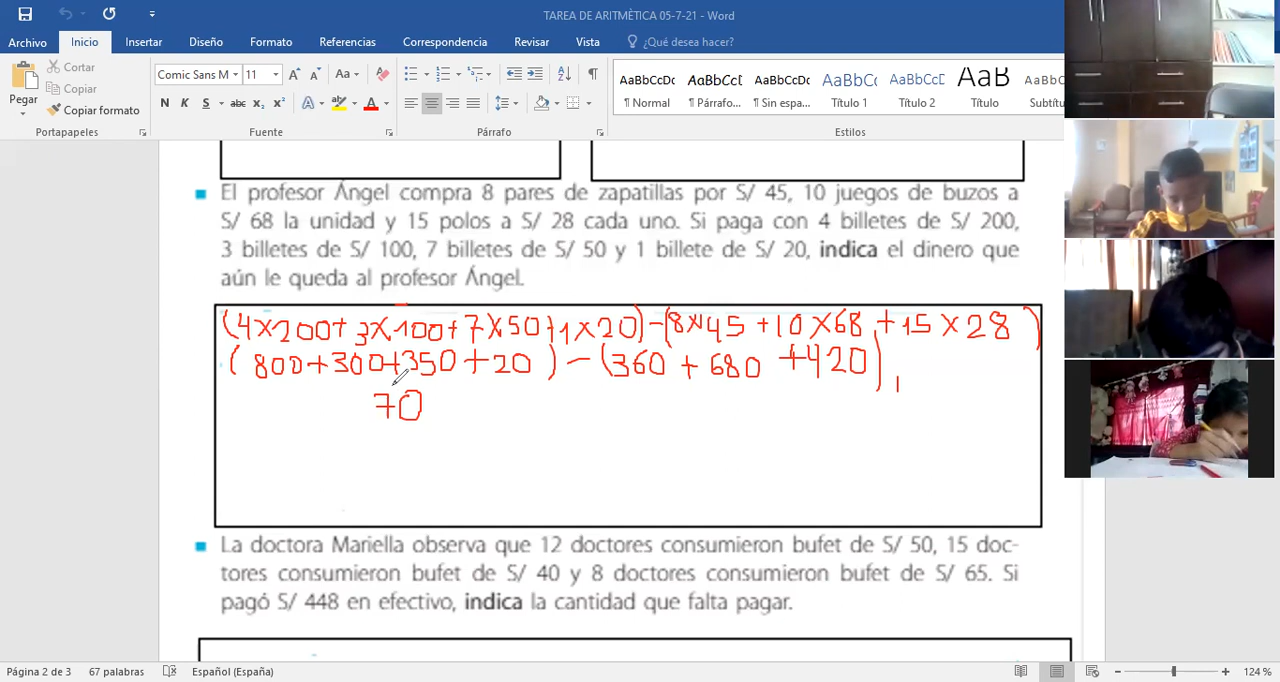 TAREA DE ARITMÈTICA 05-7-21 - Word
Archivo Inicio Insertar Diseño Formato Referencias Correspondencia Revisar Vista ¿Qué desea hacer?
Pegar
Cortar
Copiar
Copiar formato
Comic Sans M 11
Aa
N K S abc x₂ x²
AaBbCcDc AaBbCcD AaBbCcDc AaBbCc AaBbCcE AaB AaBbCc
¶ Normal ¶ Párrafo... ¶ Sin espa... Título 1 Título 2 Título Subtítu
Portapapeles Fuente Párrafo Estilos
El profesor Ángel compra 8 pares de zapatillas por S/ 45, 10 juegos de buzos a
S/ 68 la unidad y 15 polos a S/ 28 cada uno. Si paga con 4 billetes de S/ 200,
3 billetes de S/ 100, 7 billetes de S/ 50 y 1 billete de S/ 20, indica el dinero que
aún le queda al profesor Ángel.
(4x200+3x100+7x50+1x20)-(8x45+10x68+15x28)
(800+300+350+20)-(360+680+420)
70
La doctora Mariella observa que 12 doctores consumieron bufet de S/ 50, 15 doc-
tores consumieron bufet de S/ 40 y 8 doctores consumieron bufet de S/ 65. Si
pagó S/ 448 en efectivo, indica la cantidad que falta pagar.
Página 2 de 3 67 palabras Español (España) 124 %